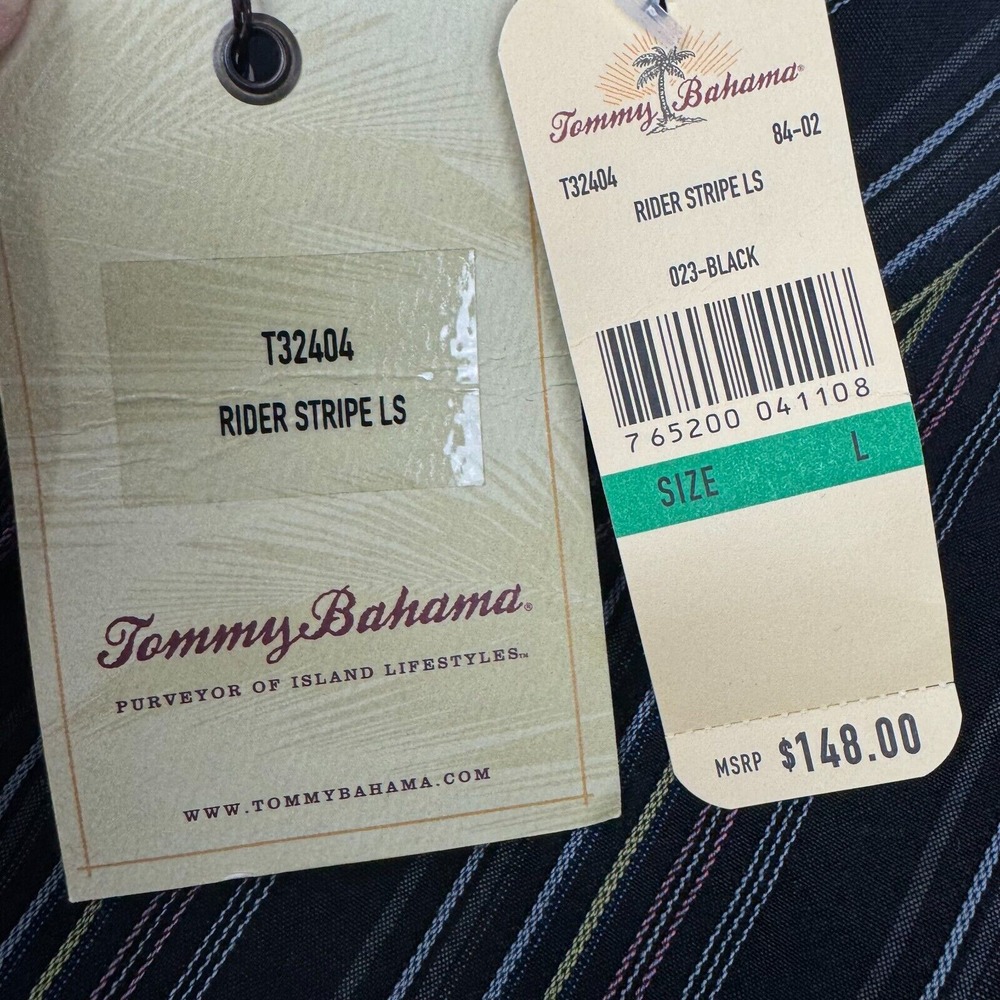 T32404
RIDER STRIPE LS
Tommy Bahama®
PURVEYOR OF ISLAND LIFESTYLES™
WWW.TOMMYBAHAMA.COM
Tommy Bahama®
84-02
T32404
RIDER STRIPE LS
023-BLACK
7 65200 041108
SIZE L
MSRP $148.00